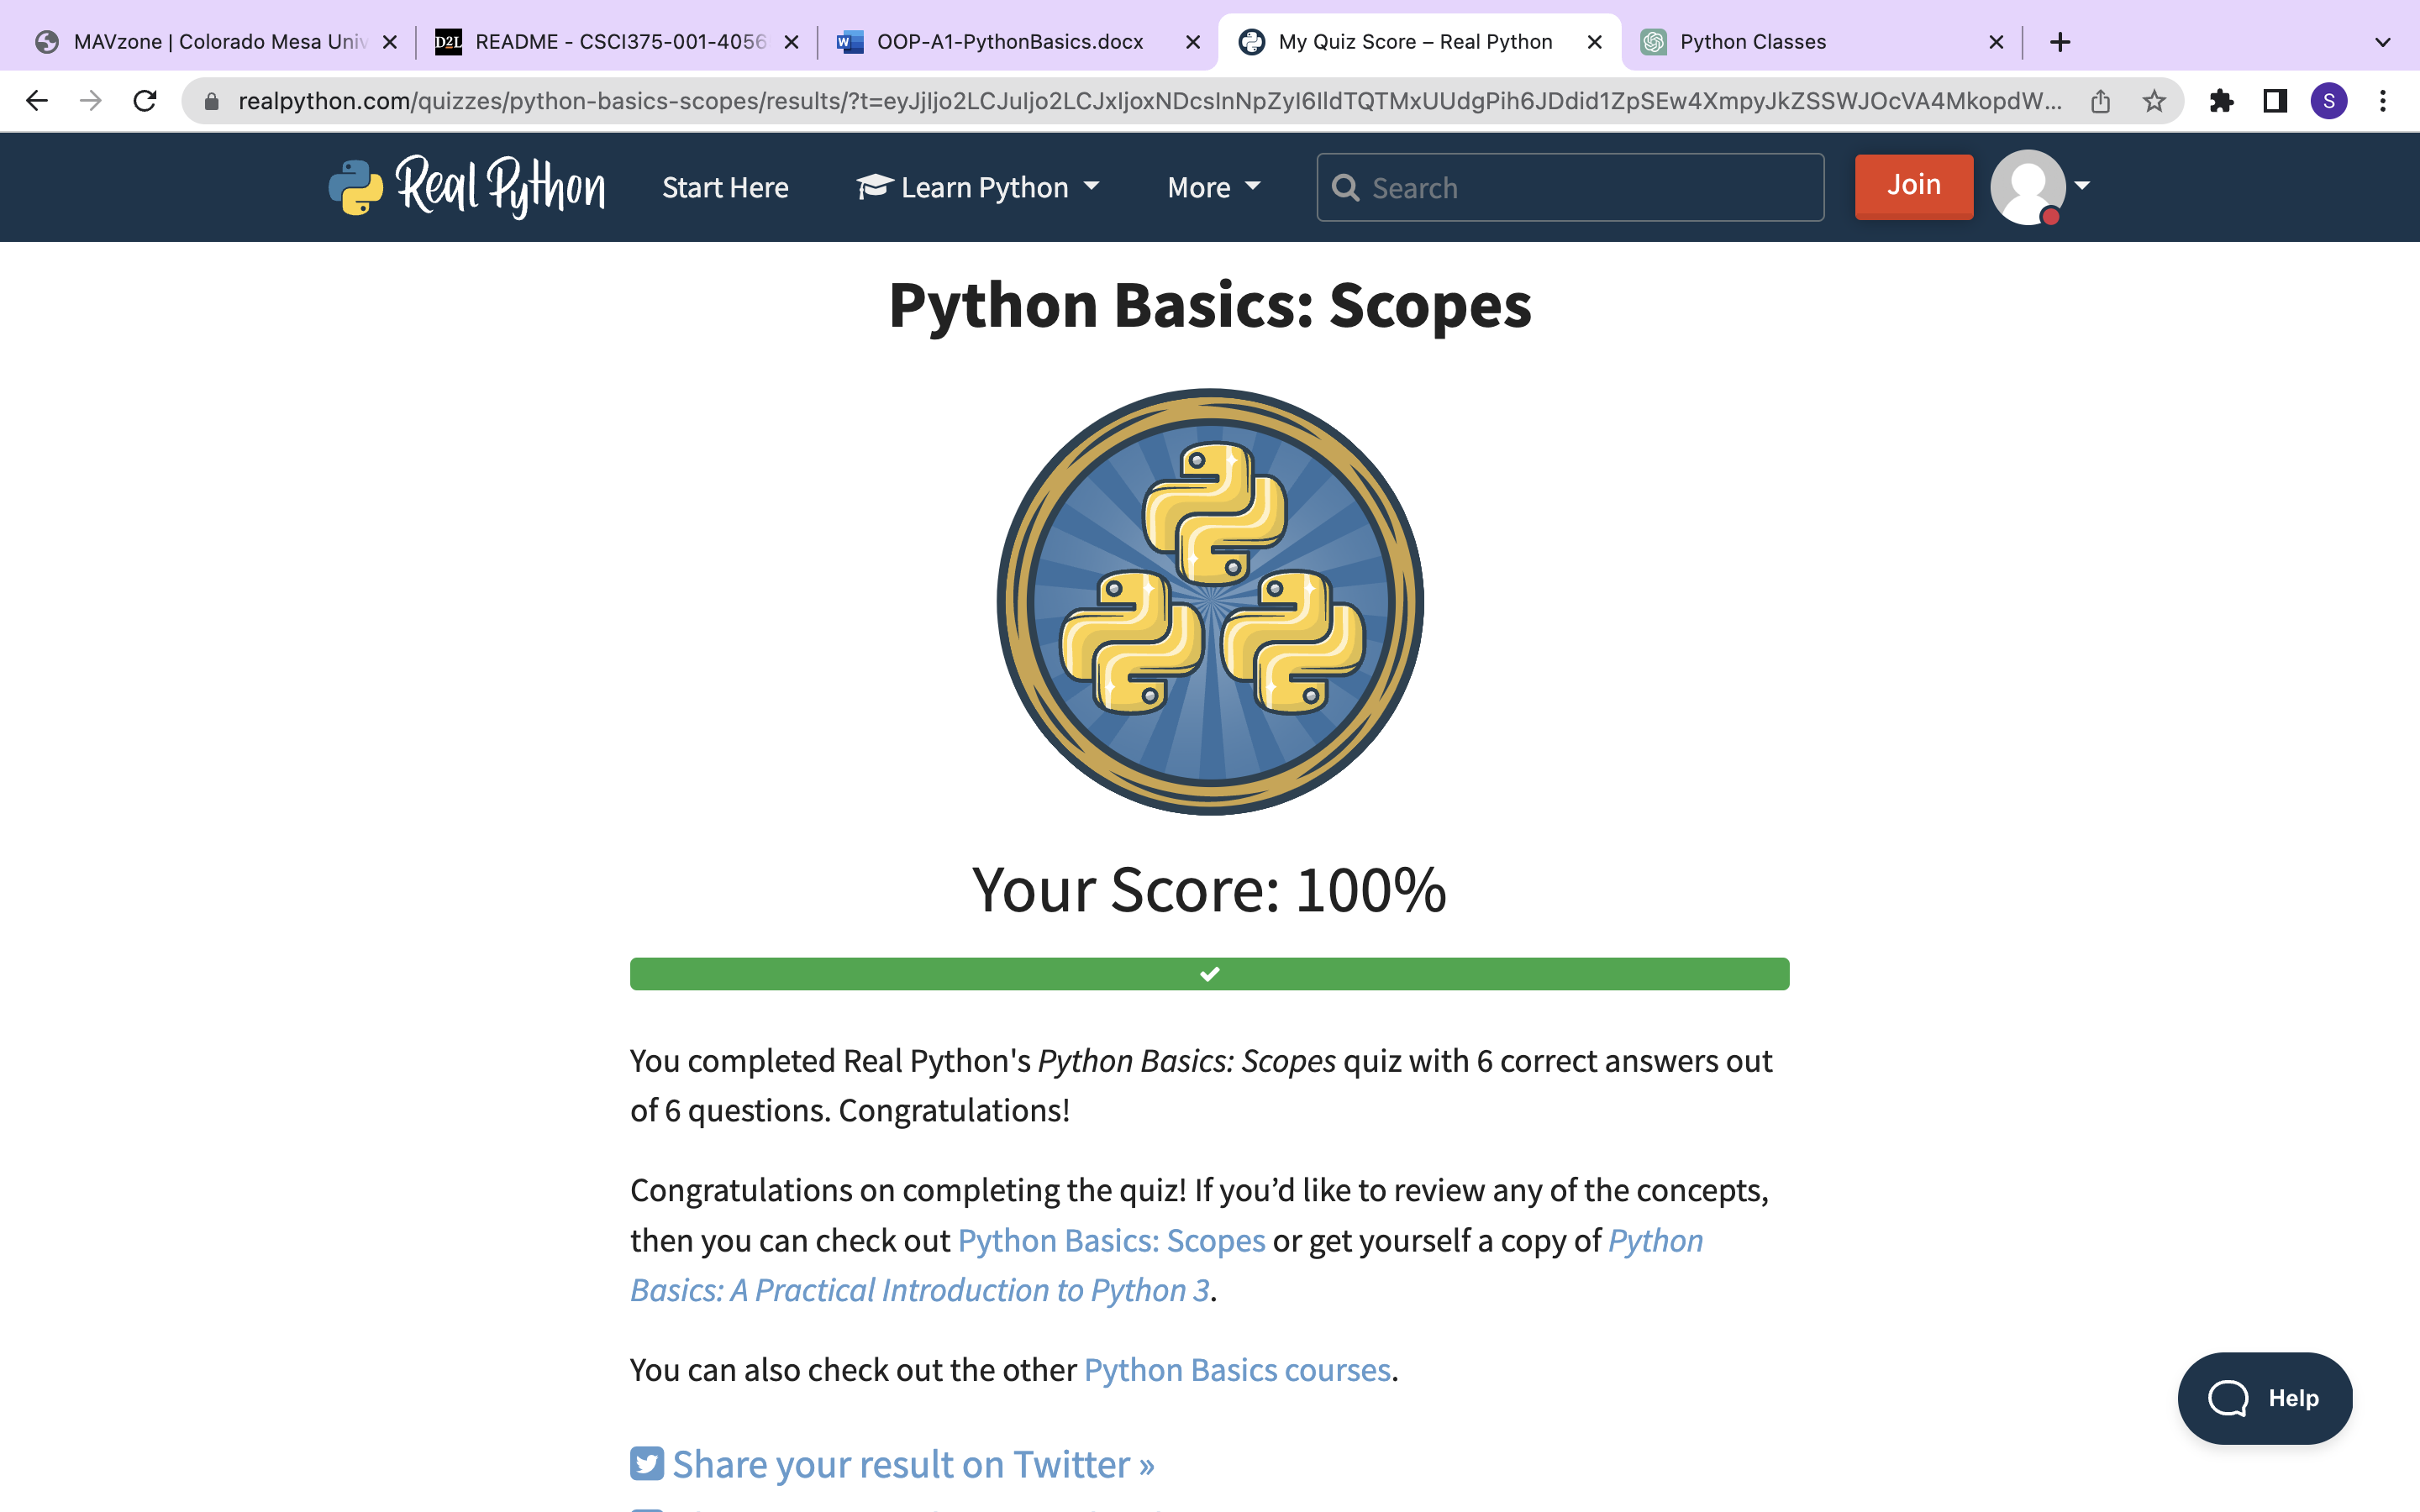 MAVzone | Colorado Mesa Univ
D2L README - CSCI375-001-4056
W OOP-A1-PythonBasics.docx
My Quiz Score – Real Python
Python Classes
realpython.com/quizzes/python-basics-scopes/results/?t=eyJjIjo2LCJuIjo2LCJxIjoxNDcsInNpZyI6IldTQTMxUUdgPih6JDdid1ZpSEw4XmpyJkZSSWJOcVA4MkopdW...
S
Real Python
Start Here
Learn Python
More
Search
Join
Python Basics: Scopes
Your Score: 100%
You completed Real Python's Python Basics: Scopes quiz with 6 correct answers out
of 6 questions. Congratulations!
Congratulations on completing the quiz! If you’d like to review any of the concepts,
then you can check out Python Basics: Scopes or get yourself a copy of Python
Basics: A Practical Introduction to Python 3.
You can also check out the other Python Basics courses.
Help
Share your result on Twitter »